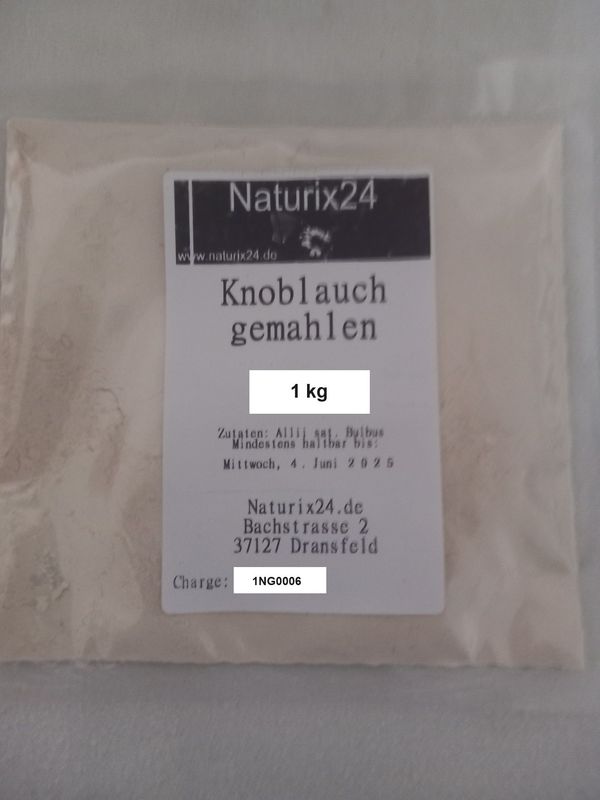 Naturix24
www.naturix24.de
Knoblauch
gemahlen
1 kg
Zutaten: Allii sat. Bulbus
Mindestens haltbar bis:
Mittwoch, 4. Juni 2025
Naturix24.de
Bachstrasse 2
37127 Dransfeld
Charge: 1NG0006